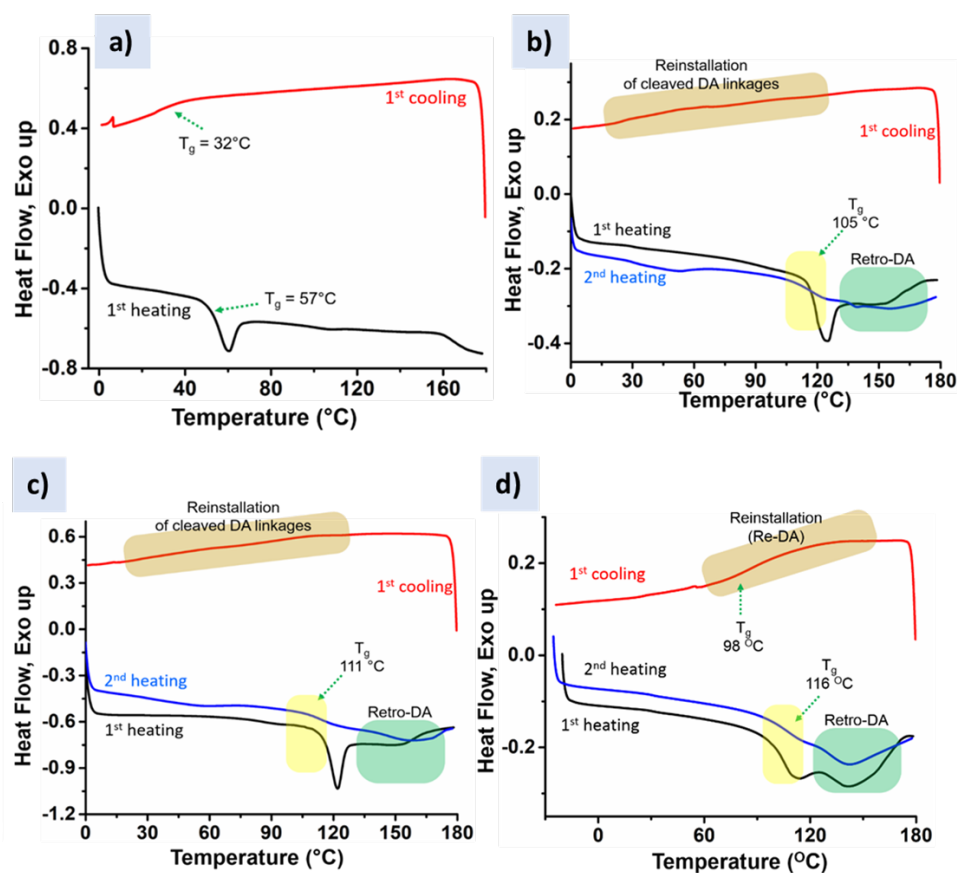 a)
Heat Flow, Exo up
0.8
0.4
0.0
-0.4
-0.8
1st cooling
Tg = 32°C
1st heating
Tg = 57°C
0
40
80
120
160
Temperature (°C)
b)
Heat Flow, Exo up
0.2
0.0
-0.2
-0.4
Reinstallation
of cleaved DA linkages
1st cooling
1st heating
2nd heating
Tg
105 °C
Retro-DA
0
30
60
90
120
150
180
Temperature (°C)
c)
Heat Flow, Exo up
0.6
0.3
0.0
-0.3
-0.6
-0.9
-1.2
Reinstallation
of cleaved DA linkages
1st cooling
2nd heating
1st heating
Tg
111 °C
Retro-DA
0
30
60
90
120
150
180
Temperature (°C)
d)
Heat Flow, Exo up
0.2
0.0
-0.2
Reinstallation
(Re-DA)
1st cooling
Tg
98 OC
2nd heating
1st heating
Tg
116 OC
Retro-DA
0
60
120
180
Temperature (OC)